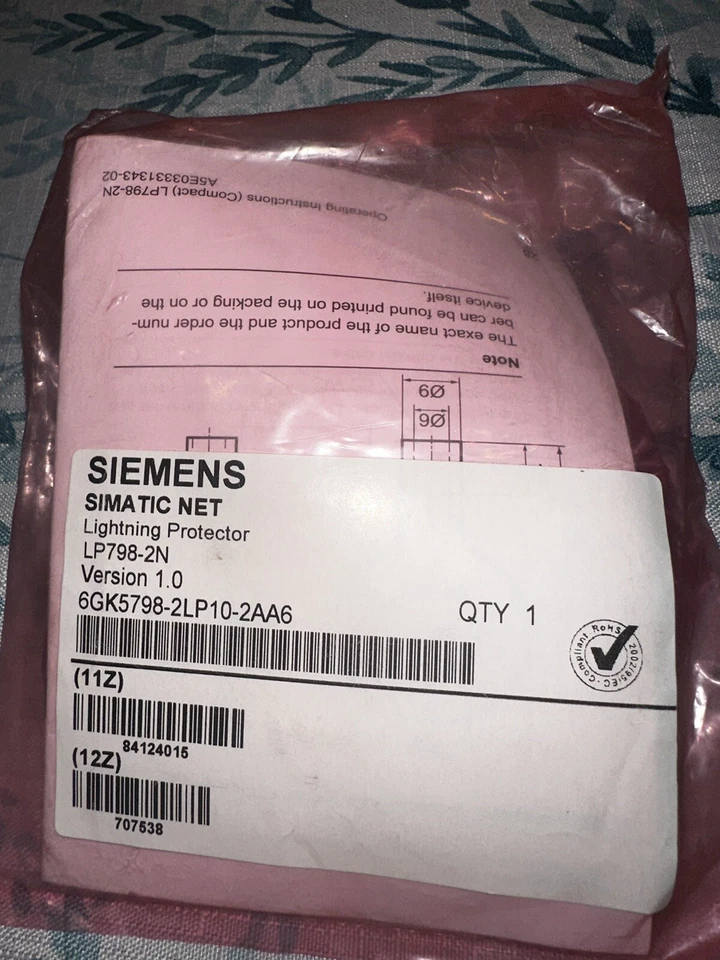 Operating Instructions (Compact) LP798-2N
A5E03331343-02
Note
The exact name of the product and the order num-
ber can be found printed on the packing or on the
device itself.
Ø9
Ø6
SIEMENS
SIMATIC NET
Lightning Protector
LP798-2N
Version 1.0
6GK5798-2LP10-2AA6
QTY 1
Compliant RoHS 2002/95/EC
(11Z)
84124015
(12Z)
707538